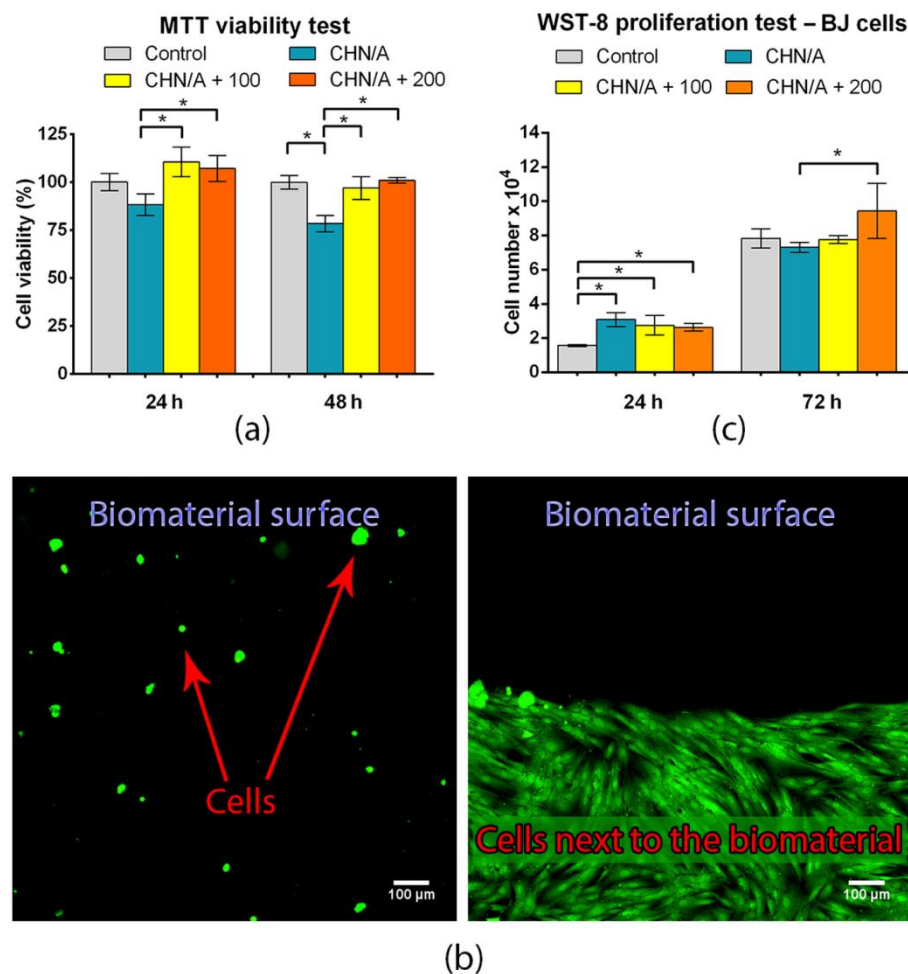 MTT viability test
Control
CHN/A
CHN/A + 100
CHN/A + 200
Cell viability (%)
125
100
75
50
25
0
*
*
*
*
*
24 h
48 h
(a)
WST-8 proliferation test – BJ cells
Control
CHN/A
CHN/A + 100
CHN/A + 200
Cell number x 10⁴
14
12
10
8
6
4
2
0
*
*
*
*
24 h
72 h
(c)
Biomaterial surface
Cells
100 µm
Biomaterial surface
Cells next to the biomaterial
100 µm
(b)